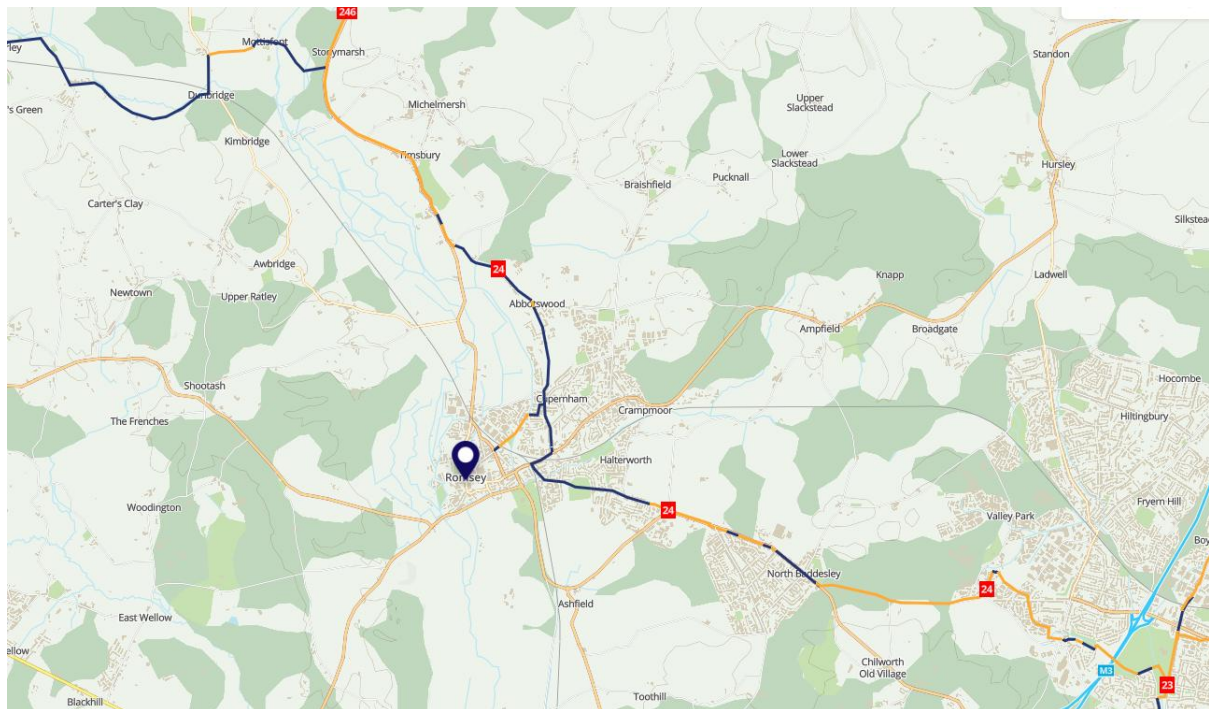 246
Mottisfont
Stonymarsh
Standon
Dunbridge
's Green
Michelmersh
Upper
Slackstead
Kimbridge
Timsbury
Lower
Slackstead
Hursley
Pucknall
Braishfield
Carter's Clay
Silkstead
Awbridge
24
Knapp
Ladwell
Newtown
Upper Ratley
Abbotswood
Ampfield
Broadgate
Shootash
Hocombe
Cupernham
Crampmoor
The Frenches
Hiltingbury
Halterworth
Romsey
Fryern Hill
Woodington
24
Valley Park
North Baddesley
24
Ashfield
East Wellow
Chilworth
Old Village
M3
23
Toothill
Blackhill